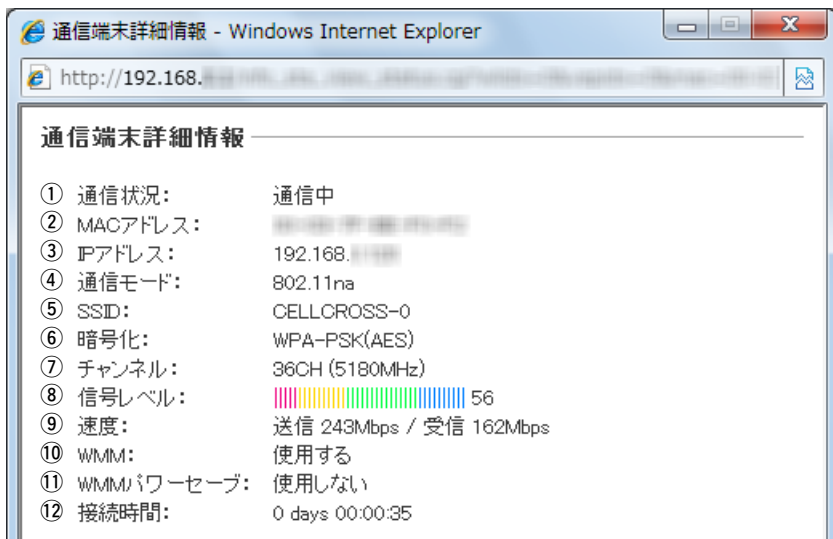 通信端末詳細情報 - Windows Internet Explorer
http://192.168.
通信端末詳細情報
① 通信状況: 通信中
② MACアドレス:
③ IPアドレス: 192.168.
④ 通信モード: 802.11na
⑤ SSID: CELLCROSS-0
⑥ 暗号化: WPA-PSK(AES)
⑦ チャンネル: 36CH (5180MHz)
⑧ 信号レベル: 56
⑨ 速度: 送信 243Mbps / 受信 162Mbps
⑩ WMM: 使用する
⑪ WMMパワーセーブ: 使用しない
⑫ 接続時間: 0 days 00:00:35